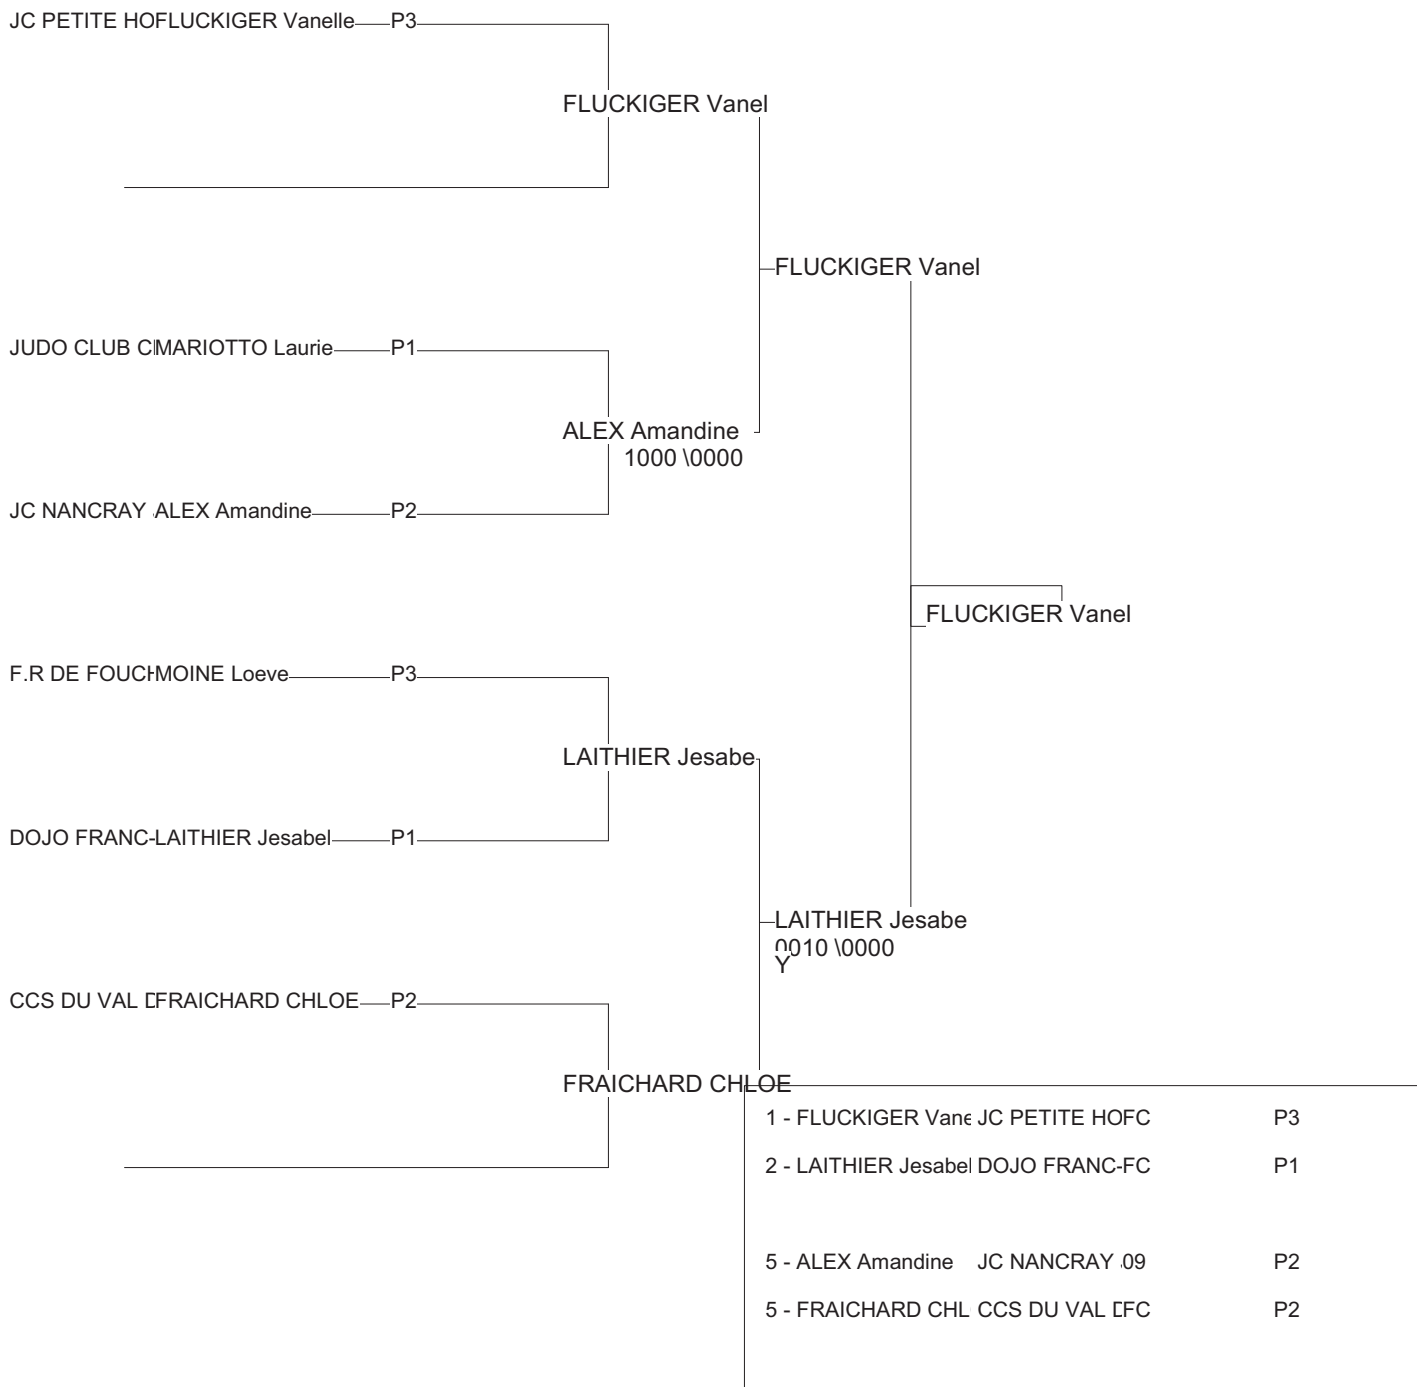 JC PETITE HOFLUCKIGER Vanelle P3
FLUCKIGER Vanel
FLUCKIGER Vanel
JUDO CLUB CMARIOTTO Laurie P1
ALEX Amandine
1000 \0000
JC NANCRAY ALEX Amandine P2
FLUCKIGER Vanel
F.R DE FOUCHMOINE Loeve P3
LAITHIER Jesabe
DOJO FRANC-LAITHIER Jesabel P1
LAITHIER Jesabe
0010 \0000
Y
CCS DU VAL DFRAICHARD CHLOE P2
FRAICHARD CHLOE
1 - FLUCKIGER Vane JC PETITE HOFC P3
2 - LAITHIER Jesabel DOJO FRANC-FC P1
5 - ALEX Amandine JC NANCRAY 09 P2
5 - FRAICHARD CHL CCS DU VAL DFC P2